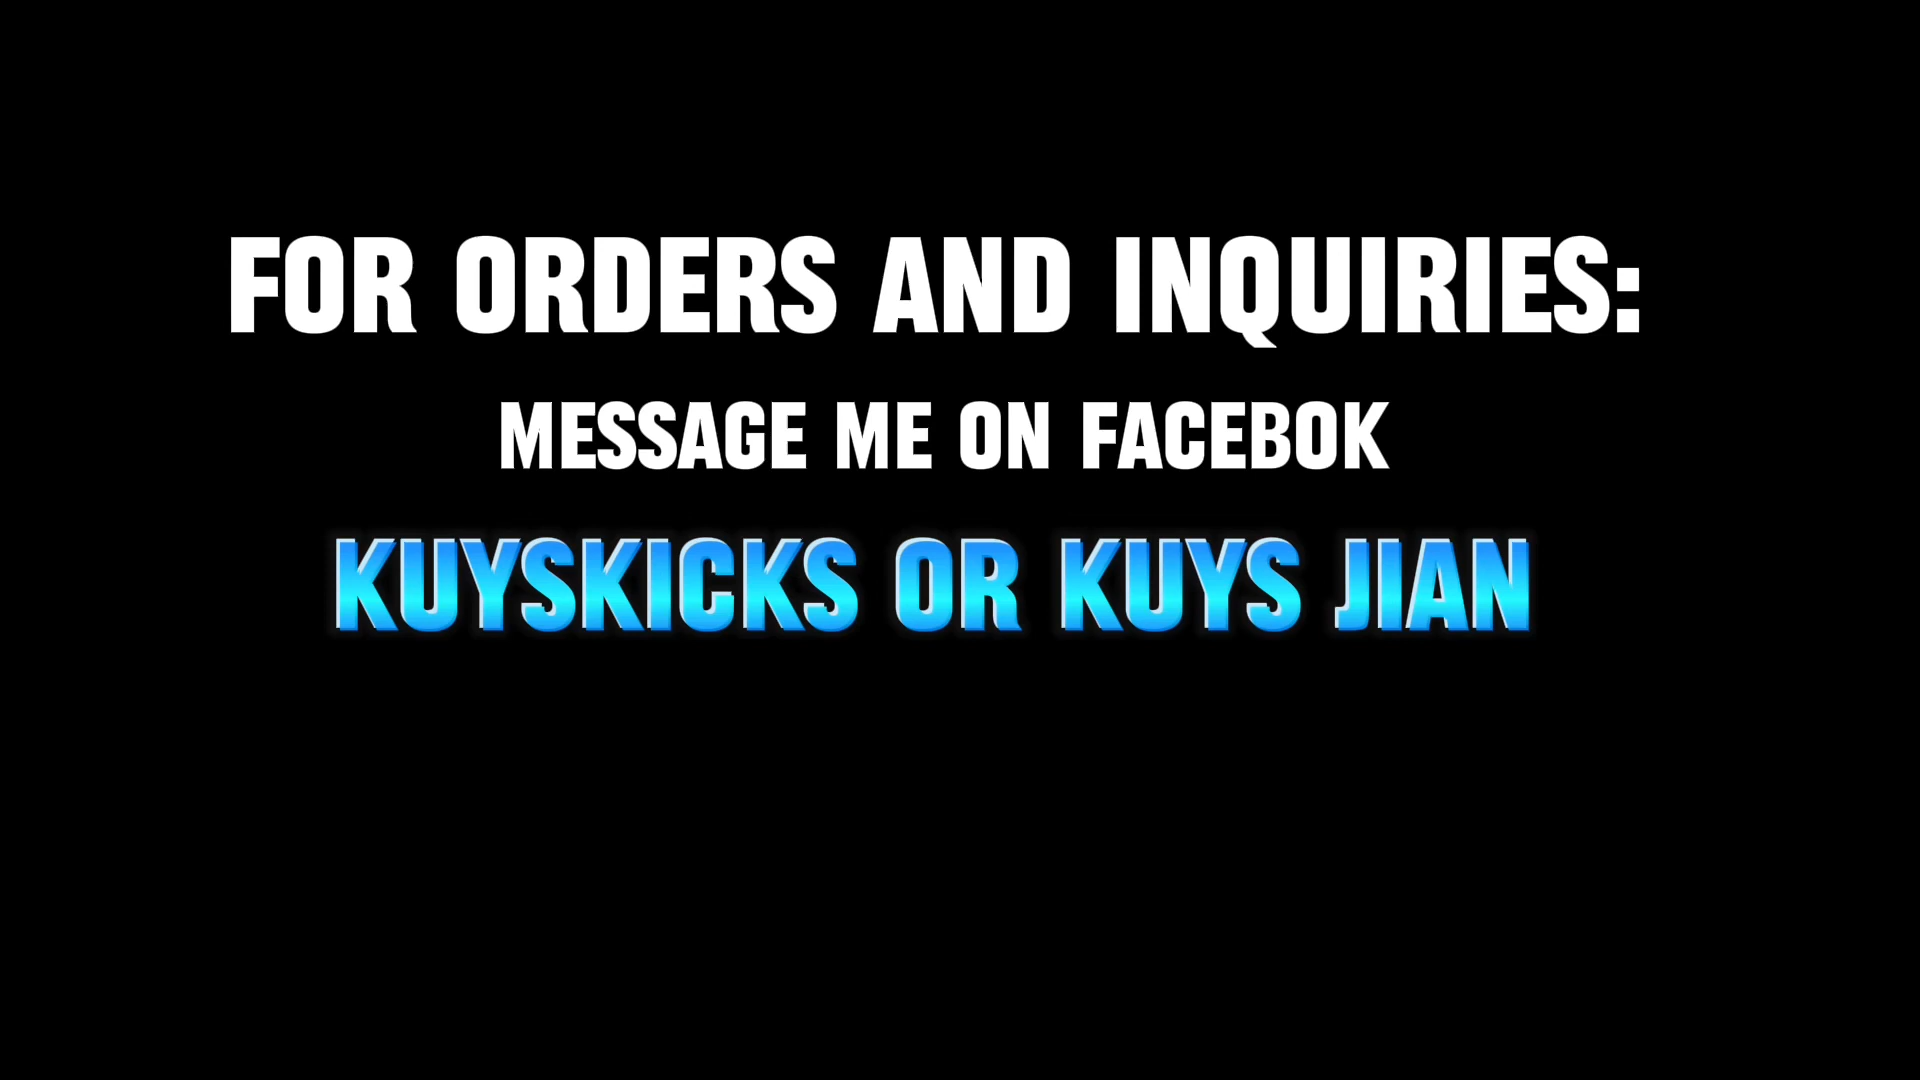 FOR ORDERS AND INQUIRIES:
MESSAGE ME ON FACEBOK
KUYSKICKS OR KUYS JIAN